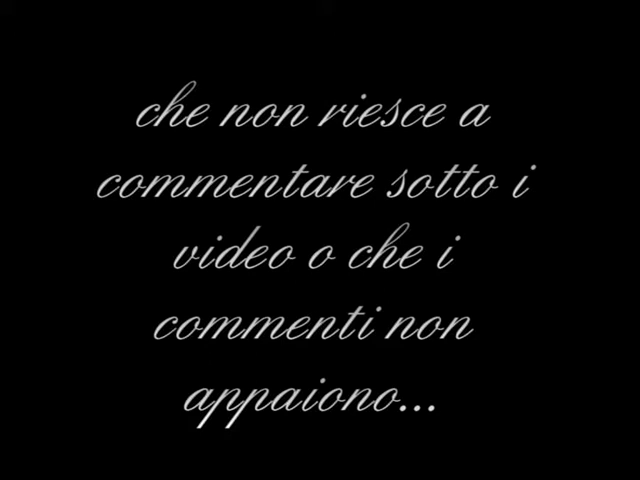 che non riesce a
commentare sotto i
video o che i
commenti non
appaiono...